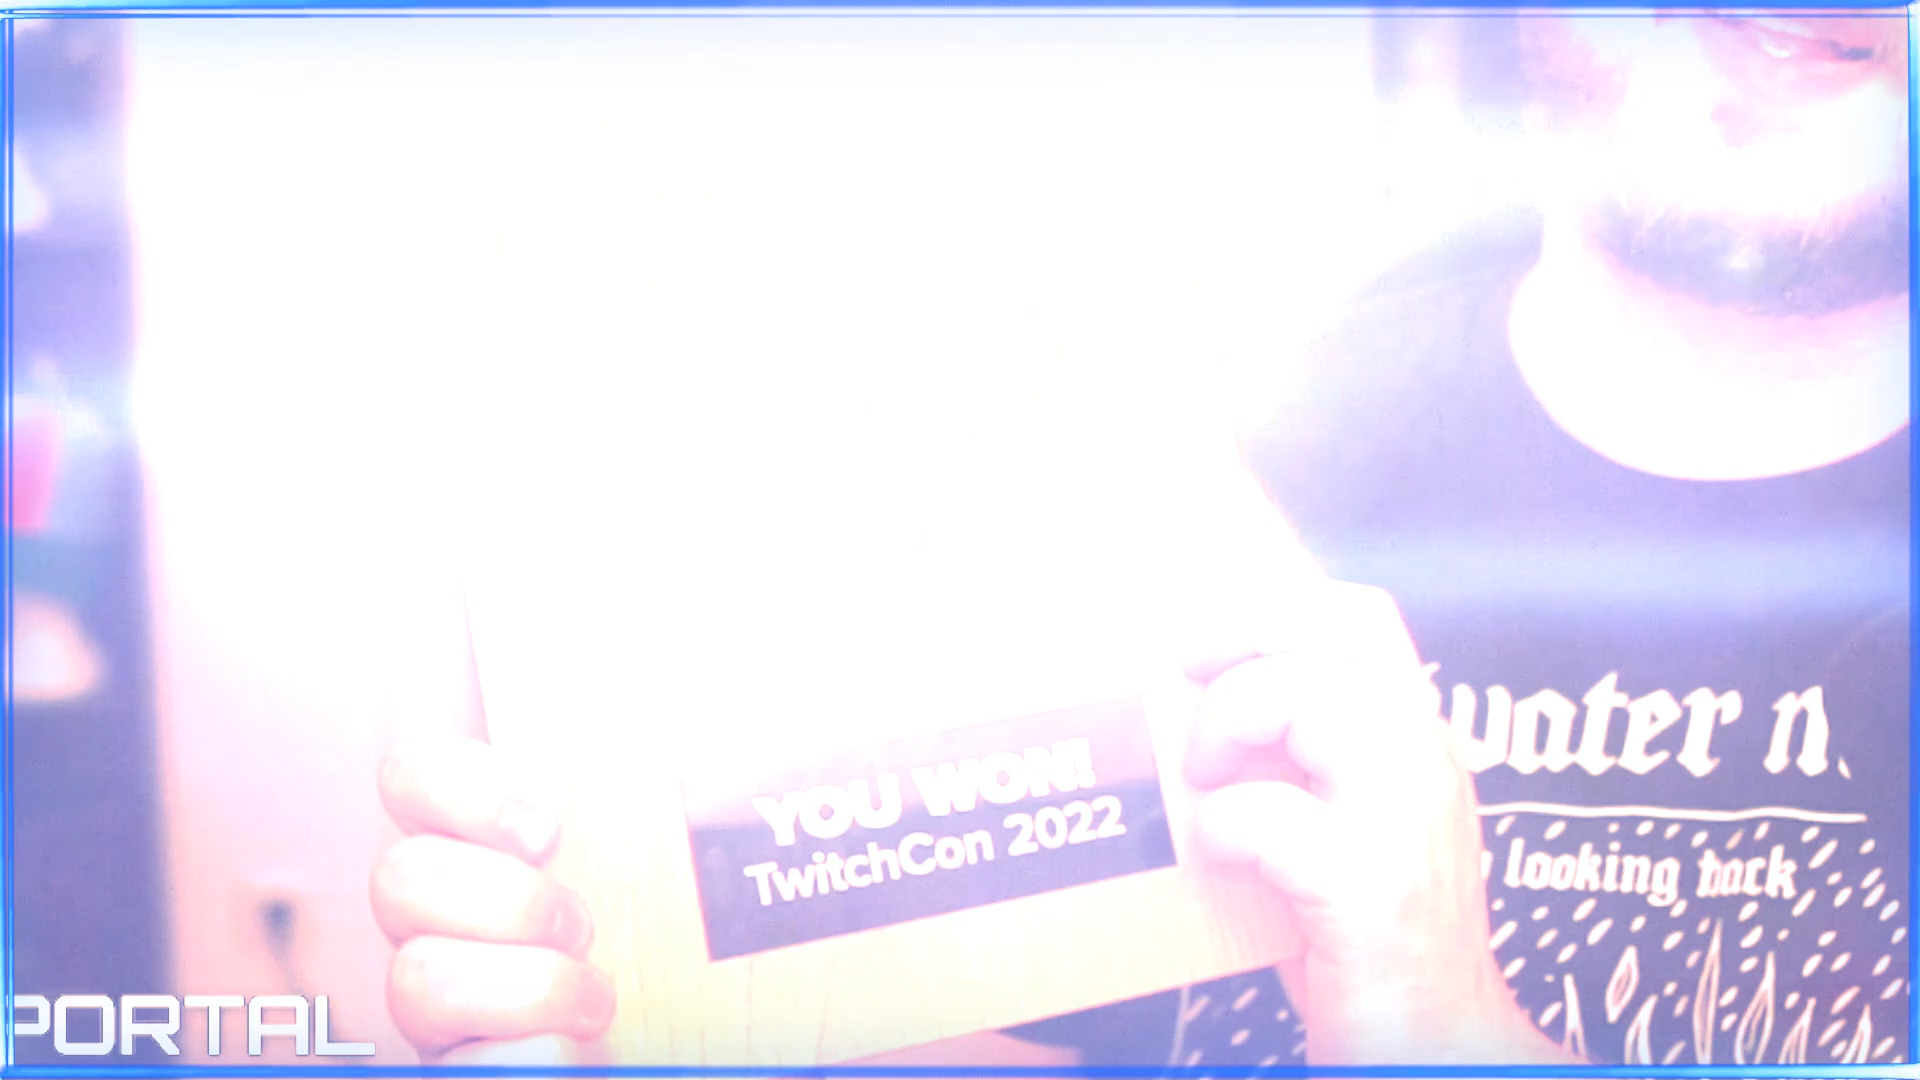 YOU WON!
TwitchCon 2022
water n
looking back
PORTAL